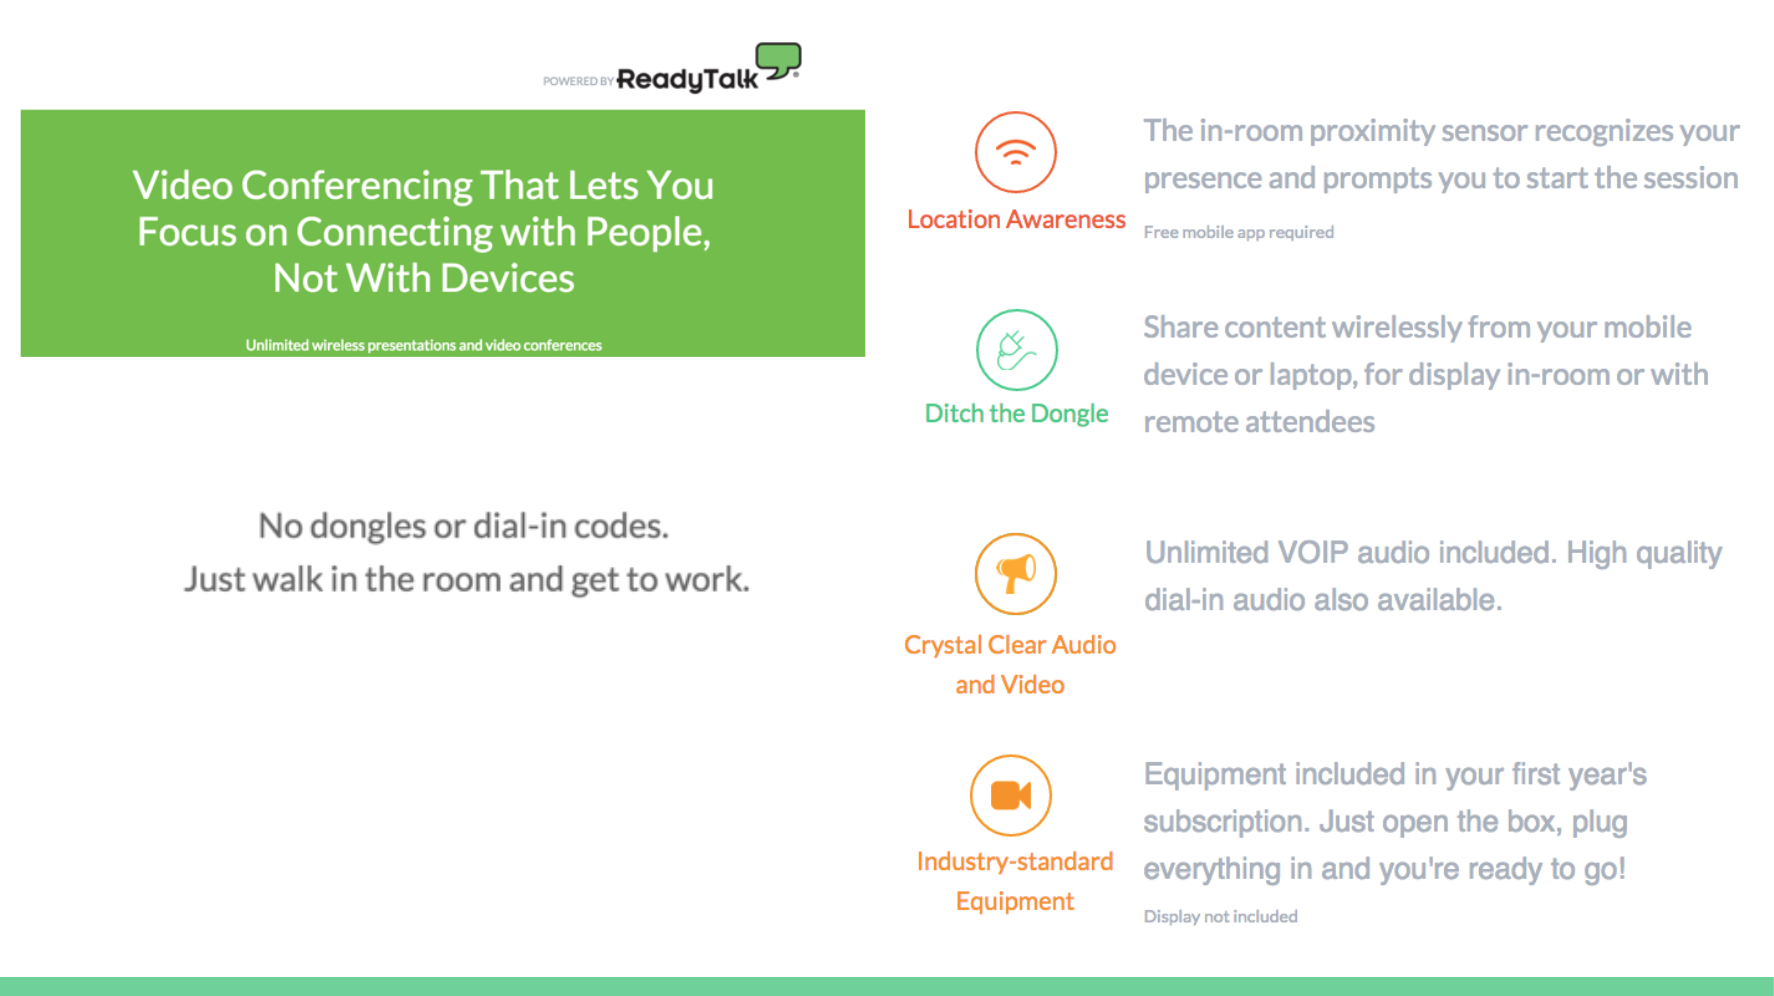 POWERED BY ReadyTalk®
Video Conferencing That Lets You
Focus on Connecting with People,
Not With Devices
Unlimited wireless presentations and video conferences
No dongles or dial-in codes.
Just walk in the room and get to work.
Location Awareness
The in-room proximity sensor recognizes your
presence and prompts you to start the session
Free mobile app required
Ditch the Dongle
Share content wirelessly from your mobile
device or laptop, for display in-room or with
remote attendees
Crystal Clear Audio
and Video
Unlimited VOIP audio included. High quality
dial-in audio also available.
Industry-standard
Equipment
Equipment included in your first year's
subscription. Just open the box, plug
everything in and you're ready to go!
Display not included